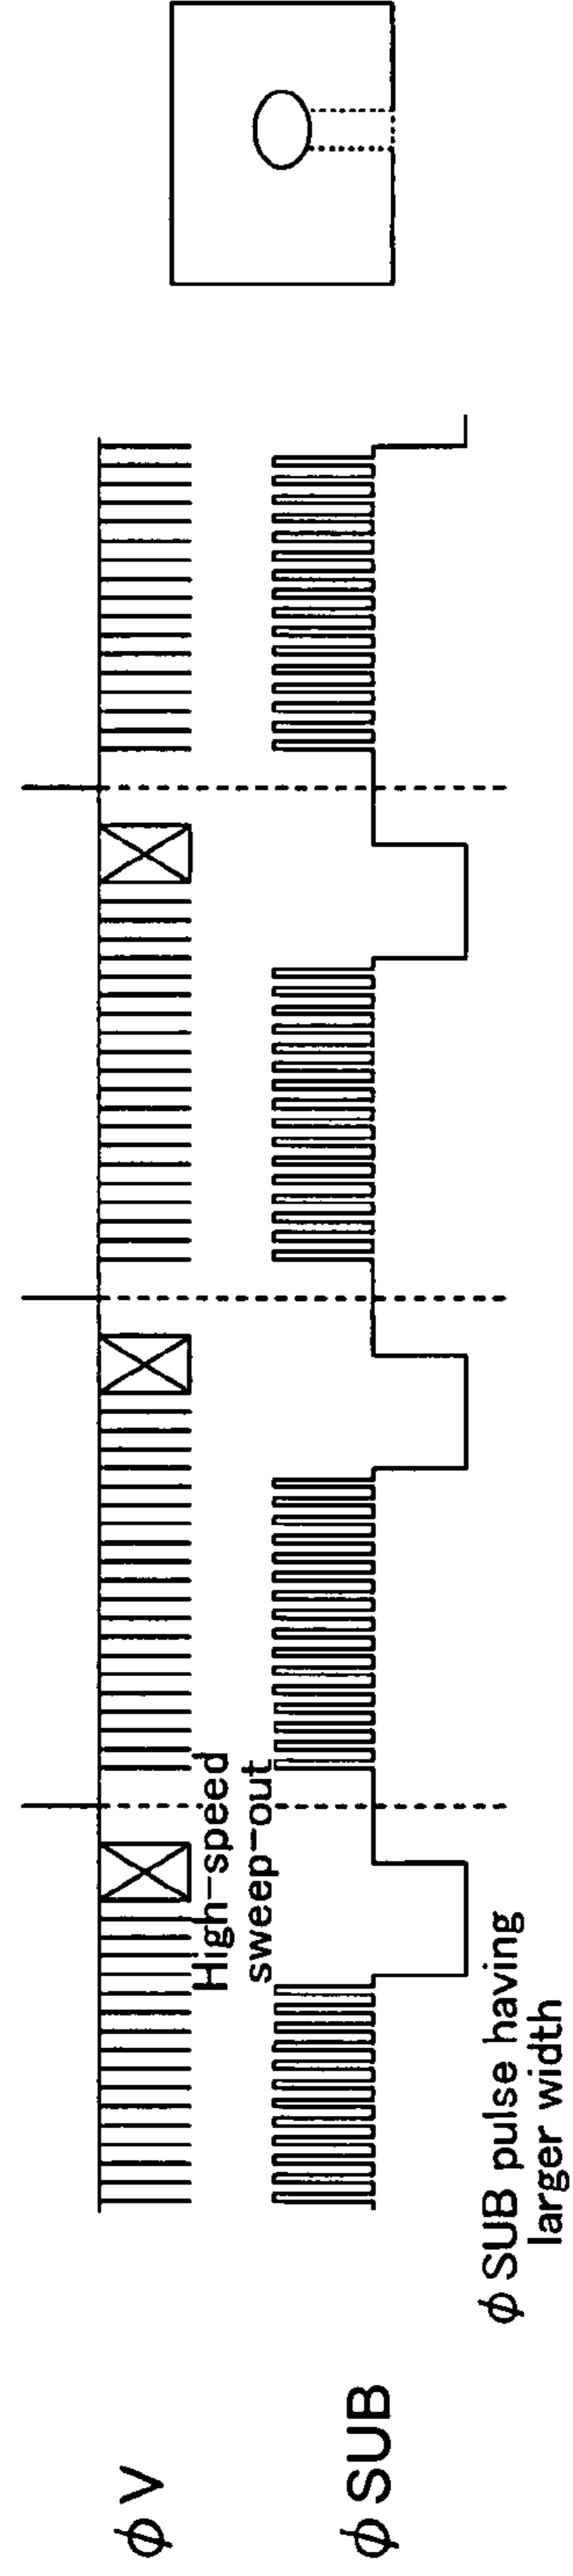 φV
High-speed
sweep-out
φSUB
φSUB pulse having
larger width